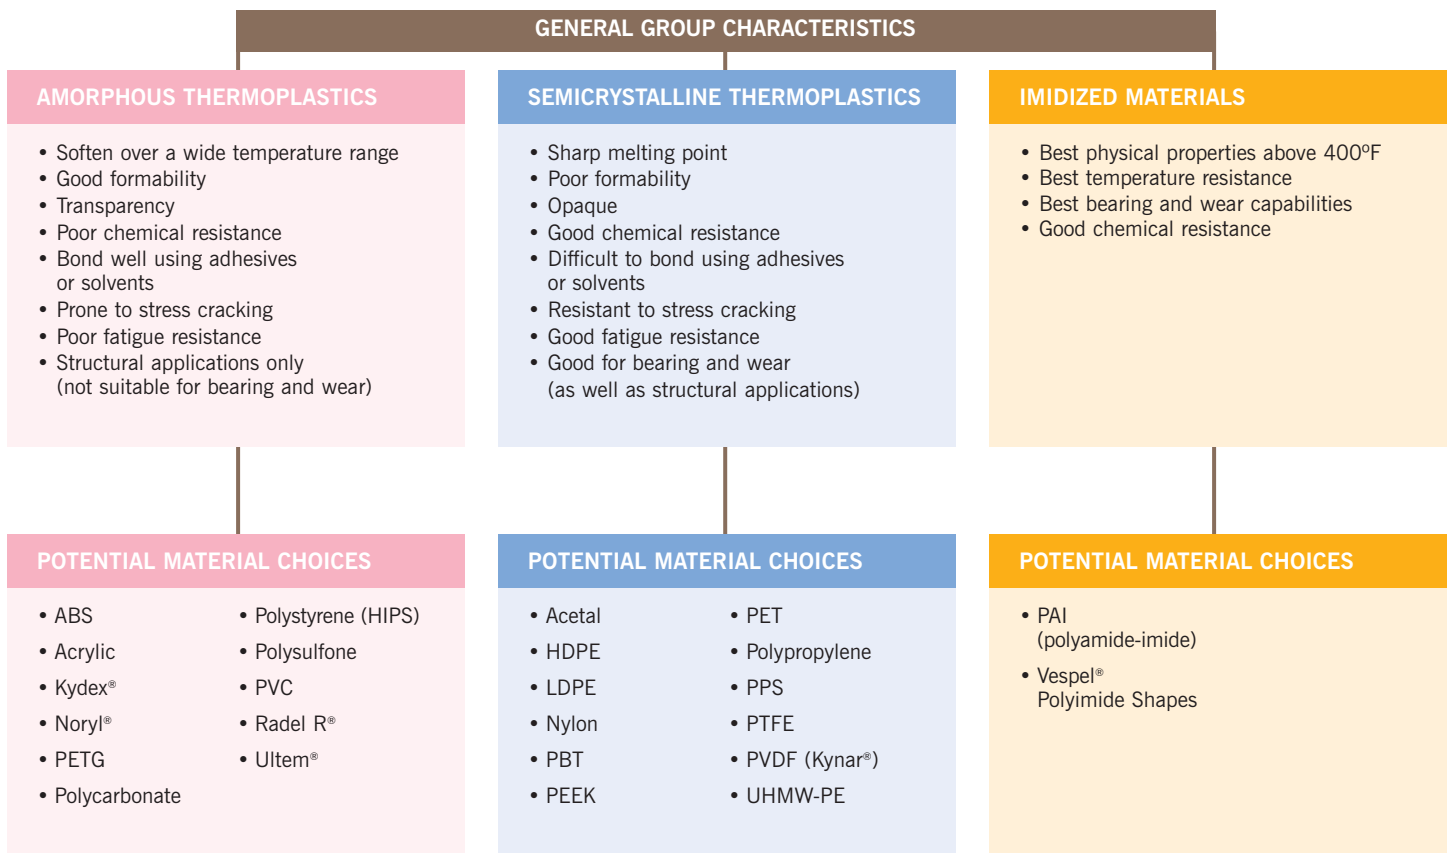 GENERAL GROUP CHARACTERISTICS
AMORPHOUS THERMOPLASTICS
• Soften over a wide temperature range
• Good formability
• Transparency
• Poor chemical resistance
• Bond well using adhesives
or solvents
• Prone to stress cracking
• Poor fatigue resistance
• Structural applications only
(not suitable for bearing and wear)
SEMICRYSTALLINE THERMOPLASTICS
• Sharp melting point
• Poor formability
• Opaque
• Good chemical resistance
• Difficult to bond using adhesives
or solvents
• Resistant to stress cracking
• Good fatigue resistance
• Good for bearing and wear
(as well as structural applications)
IMIDIZED MATERIALS
• Best physical properties above 400ºF
• Best temperature resistance
• Best bearing and wear capabilities
• Good chemical resistance
POTENTIAL MATERIAL CHOICES
• ABS
• Acrylic
• Kydex®
• Noryl®
• PETG
• Polycarbonate
• Polystyrene (HIPS)
• Polysulfone
• PVC
• Radel R®
• Ultem®
POTENTIAL MATERIAL CHOICES
• Acetal
• HDPE
• LDPE
• Nylon
• PBT
• PEEK
• PET
• Polypropylene
• PPS
• PTFE
• PVDF (Kynar®)
• UHMW-PE
POTENTIAL MATERIAL CHOICES
• PAI
(polyamide-imide)
• Vespel®
Polyimide Shapes